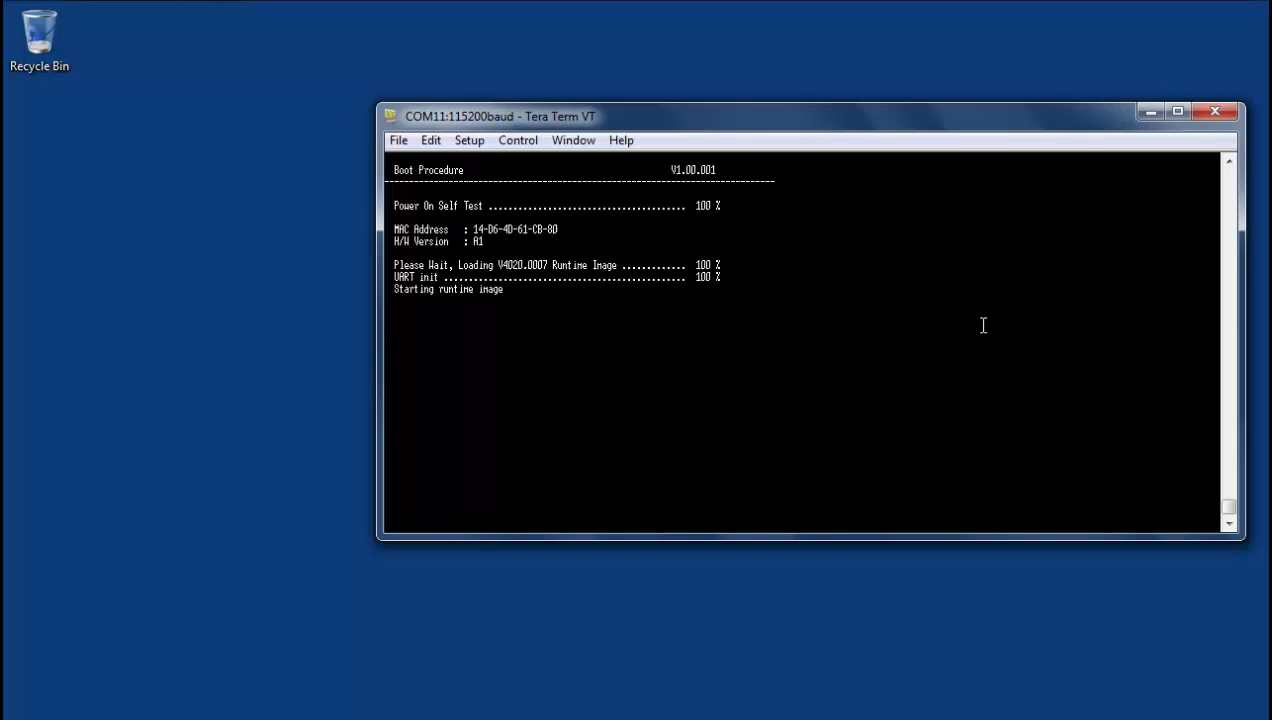 Recycle Bin
COM11:115200baud - Tera Term VT
File Edit Setup Control Window Help
Boot Procedure V1.00.001
-------------------------------------------------------------------------------
Power On Self Test ........................................ 100 %
MAC Address : 14-D6-4D-61-CB-80
H/W Version : A1
Please Wait, Loading V4020.0007 Runtime Image ............. 100 %
UART init ................................................. 100 %
Starting runtime image